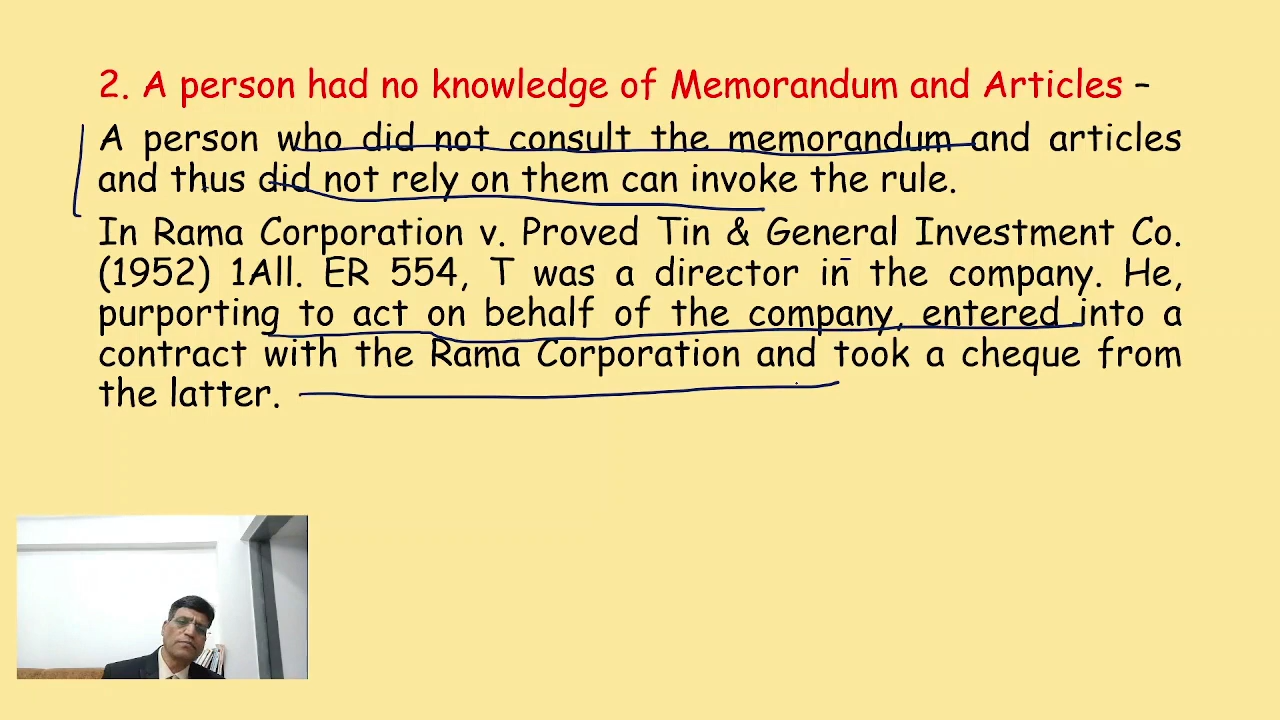 2. A person had no knowledge of Memorandum and Articles –
A person who did not consult the memorandum and articles
and thus did not rely on them can invoke the rule.
In Rama Corporation v. Proved Tin & General Investment Co.
(1952) 1All. ER 554, T was a director in the company. He,
purporting to act on behalf of the company, entered into a
contract with the Rama Corporation and took a cheque from
the latter.